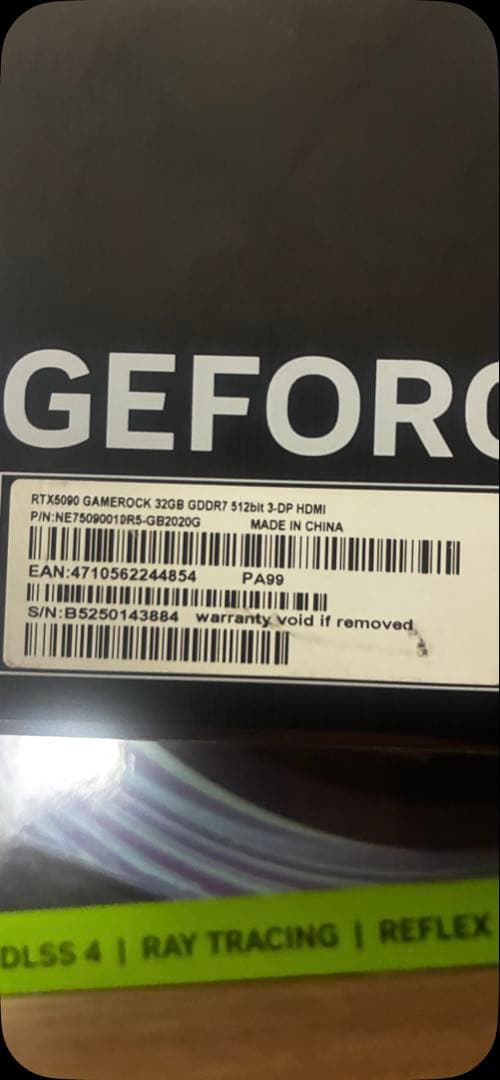 GEFORC
RTX5090 GAMEROCK 32GB GDDR7 512bit 3-DP HDMI
P/N:NE75090019R5-GB2020G MADE IN CHINA
EAN:4710562244854 PA99
S/N:B5250143884 warranty void if removed
DLSS 4 | RAY TRACING | REFLEX